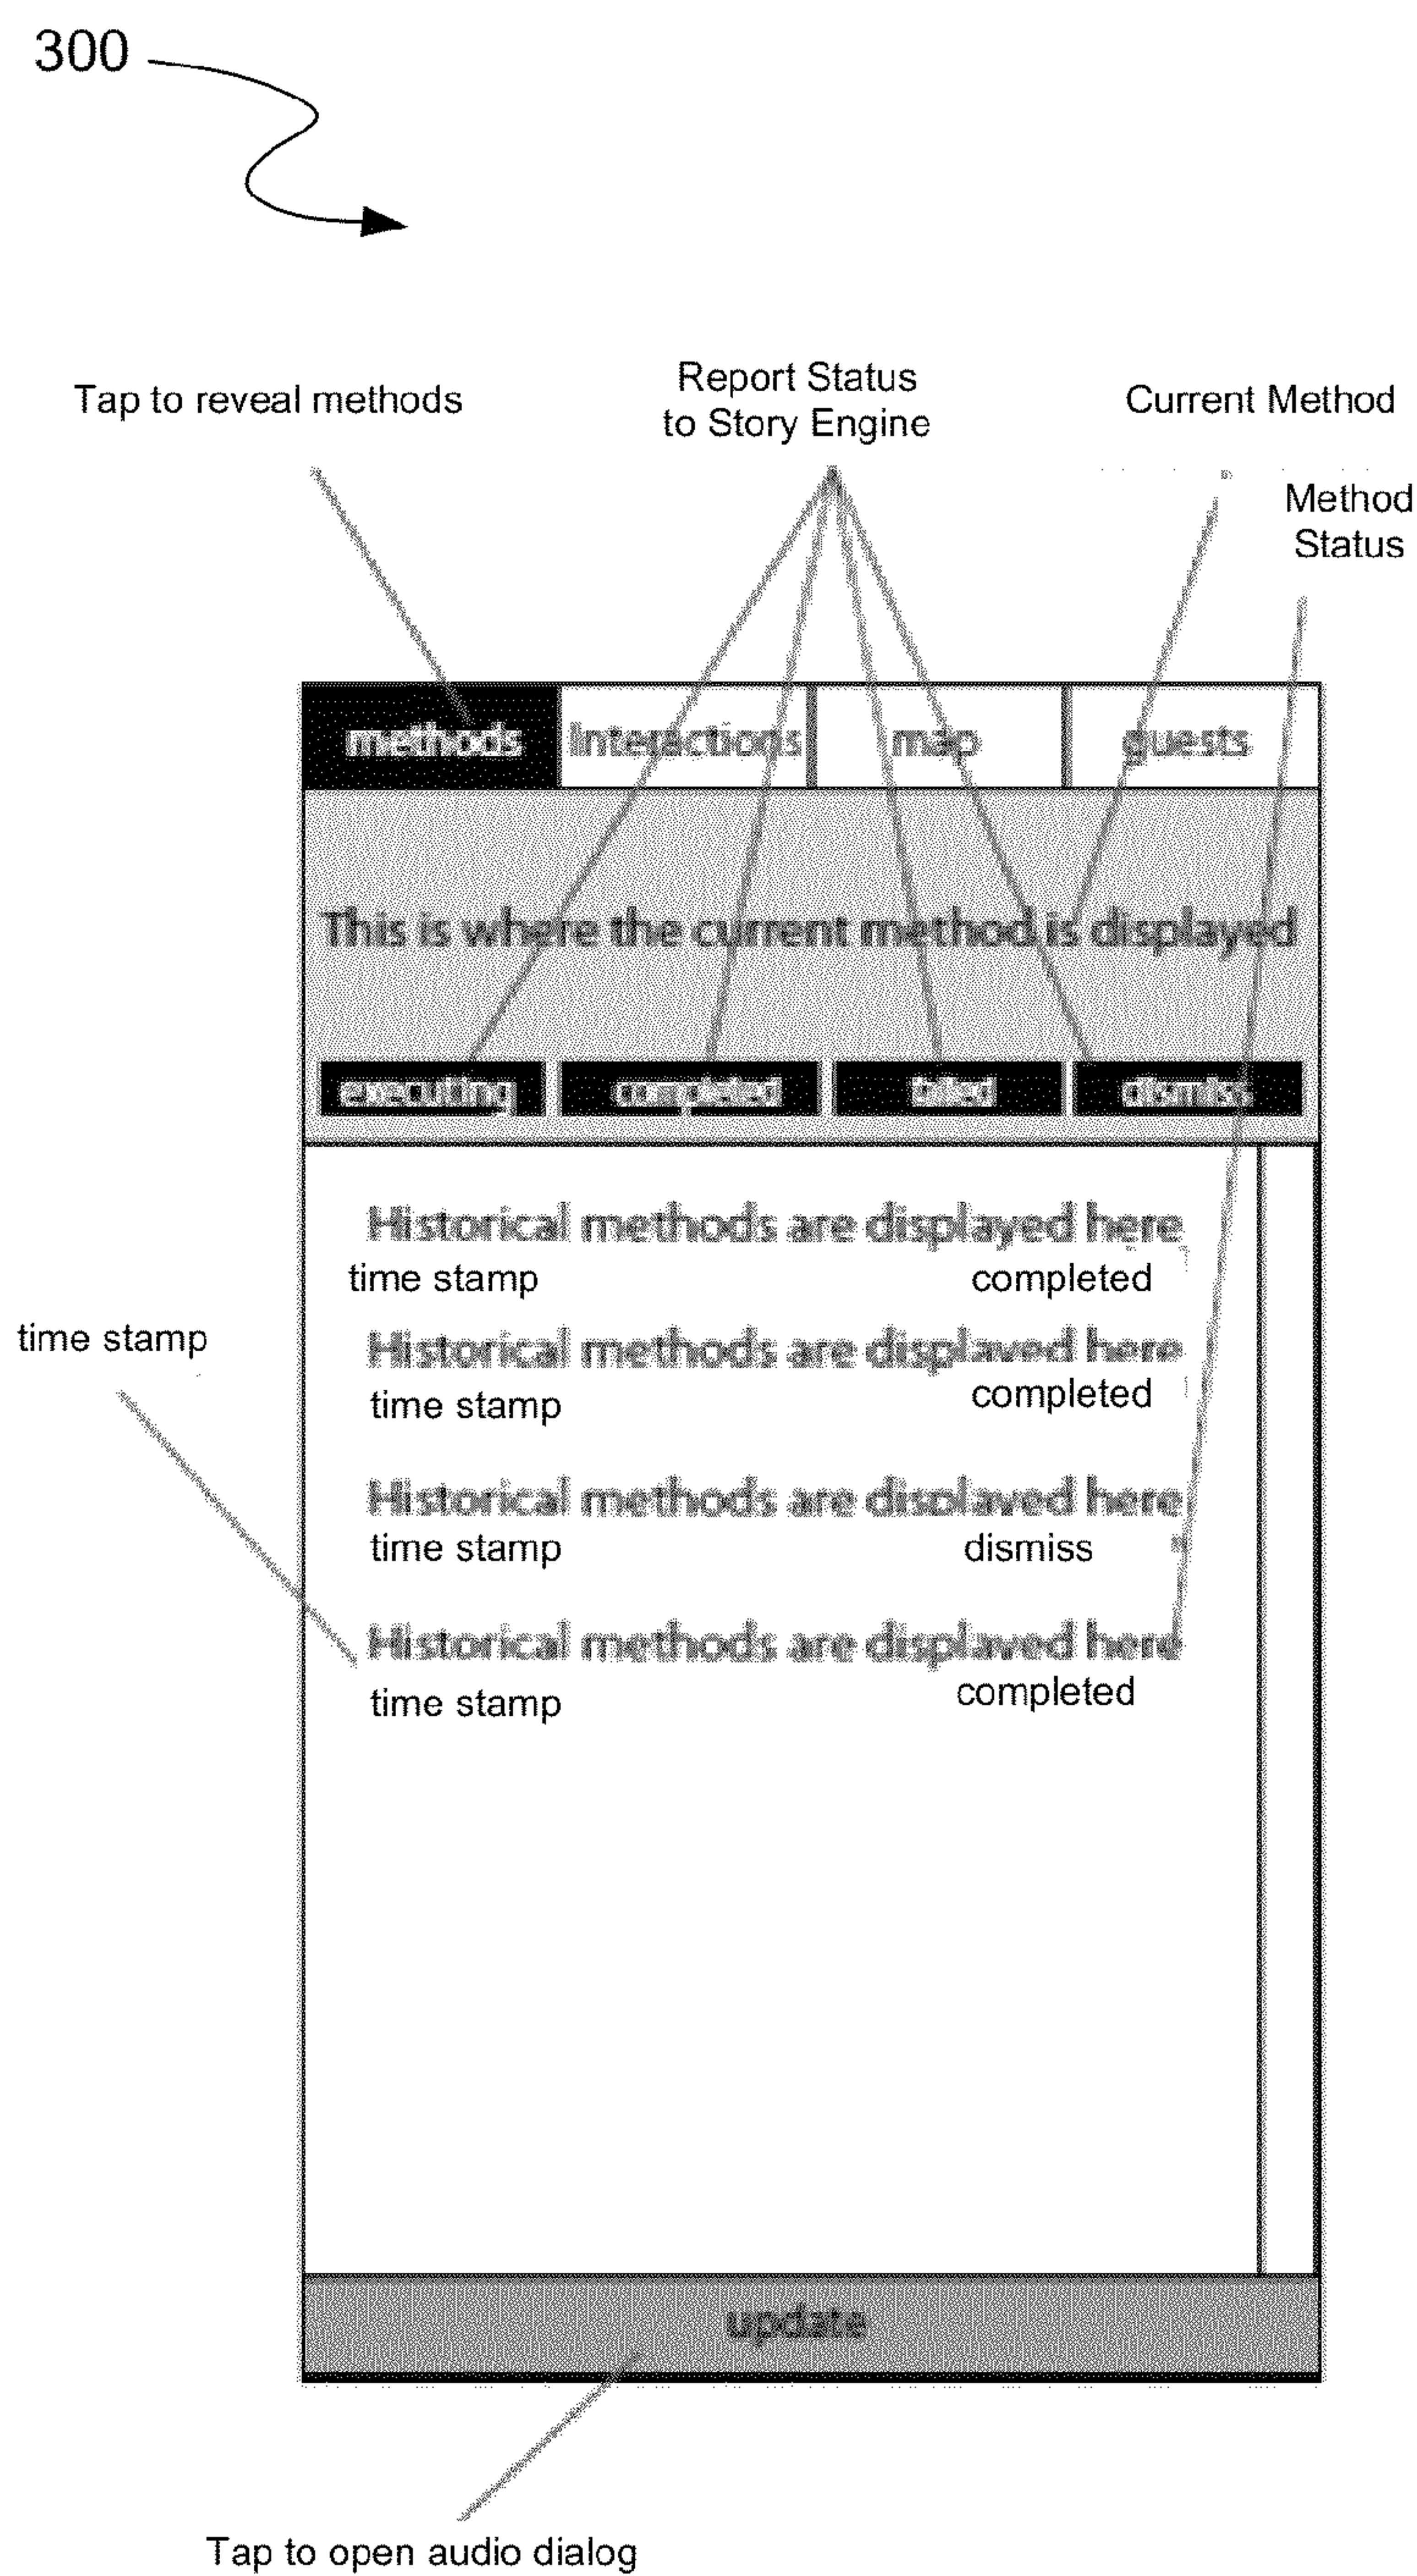 300
Tap to reveal methods
Report Status
to Story Engine
Current Method
Method
Status
methods Interactions map guests
This is where the current method is displayed
executing completed failed dismiss
Historical methods are displayed here
time stamp completed
time stamp
Historical methods are displayed here
time stamp completed
Historical methods are displayed here
time stamp dismiss
Historical methods are displayed here
time stamp completed
update
Tap to open audio dialog